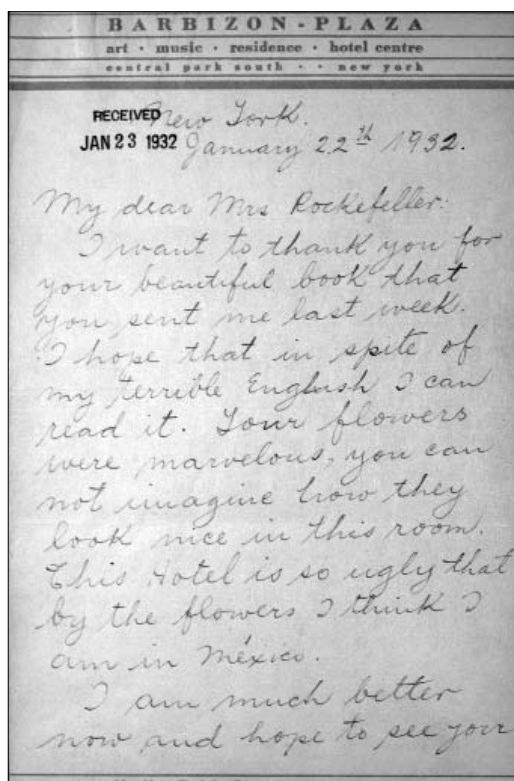 BARBIZON-PLAZA
art · music · residence · hotel centre
central park south · · new york
RECEIVED
JAN 23 1932
New York.
January 22th 1932.
My dear Mrs Rockefeller:
I want to thank you for
your beautiful book that
you sent me last week.
I hope that in spite of
my terrible English I can
read it. Your flowers
were marvelous, you can
not imagine how they
look nice in this room.
This Hotel is so ugly that
by the flowers I think I
am in México.
I am much better
now and hope to see your